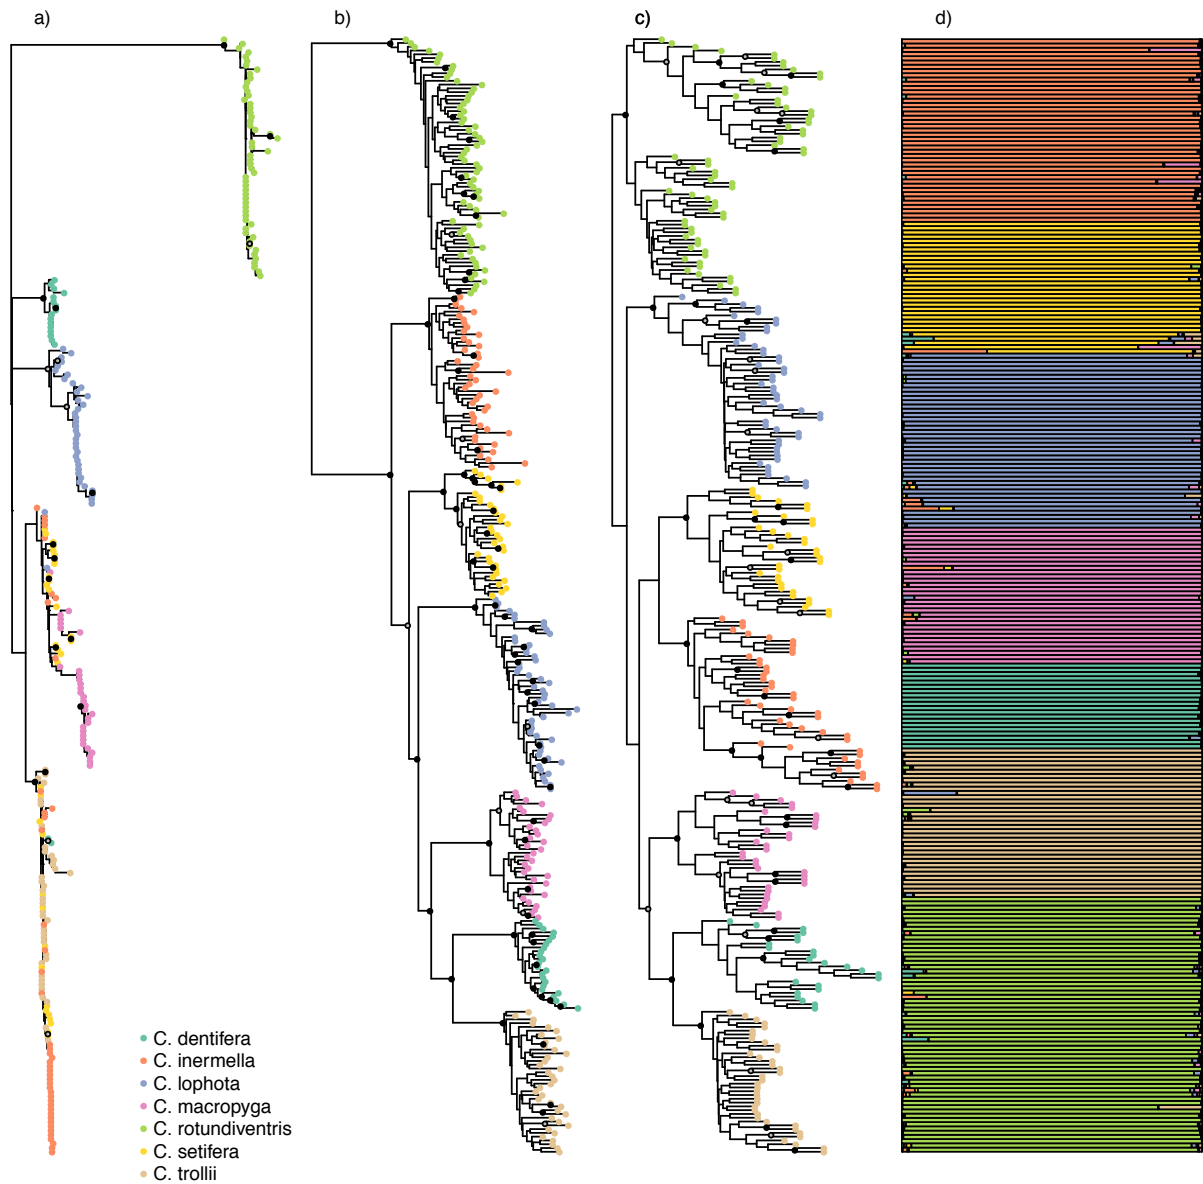 a) b) c) d)
C. dentifera
C. inermella
C. lophota
C. macropyga
C. rotundiventris
C. setifera
C. trollii